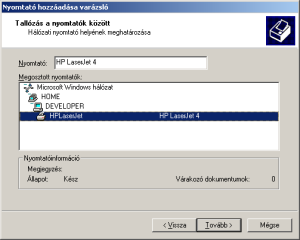 Nyomtató hozzáadása varázsló
Tallózás a nyomtatók között
Hálózati nyomtató helyének meghatározása
Nyomtató: HP LaserJet 4
Megosztott nyomtatók:
Microsoft Windows hálózat
HOME
DEVELOPER
HPLaserJet HP LaserJet 4
Nyomtatóinformáció
Megjegyzés:
Állapot: Kész Várakozó dokumentumok: 0
< Vissza Tovább > Mégse